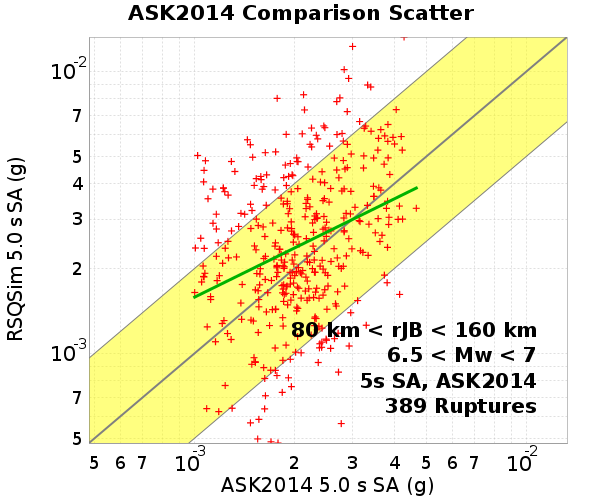 ASK2014 Comparison Scatter
RSQSim 5.0 s SA (g)
10-2
7
5
4
3
2
10-3
7
5
80 km < rJB < 160 km
6.5 < Mw < 7
5s SA, ASK2014
389 Ruptures
5 6 7 10-3 2 3 4 5 6 7 10-2
ASK2014 5.0 s SA (g)